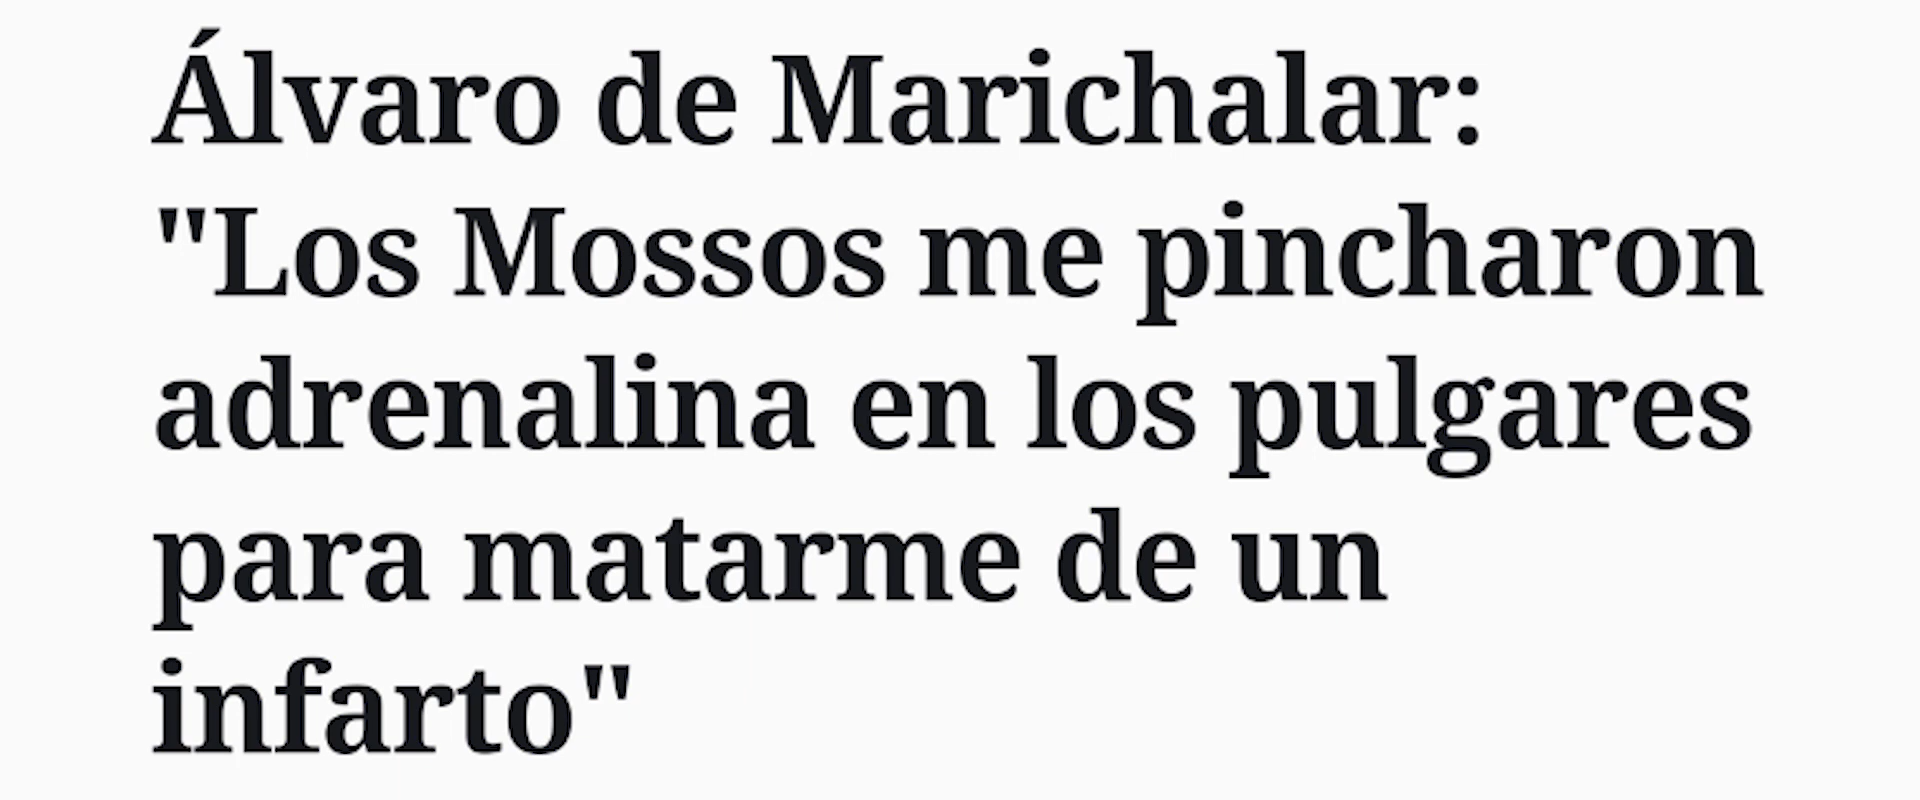 Álvaro de Marichalar:
"Los Mossos me pincharon
adrenalina en los pulgares
para matarme de un
infarto"